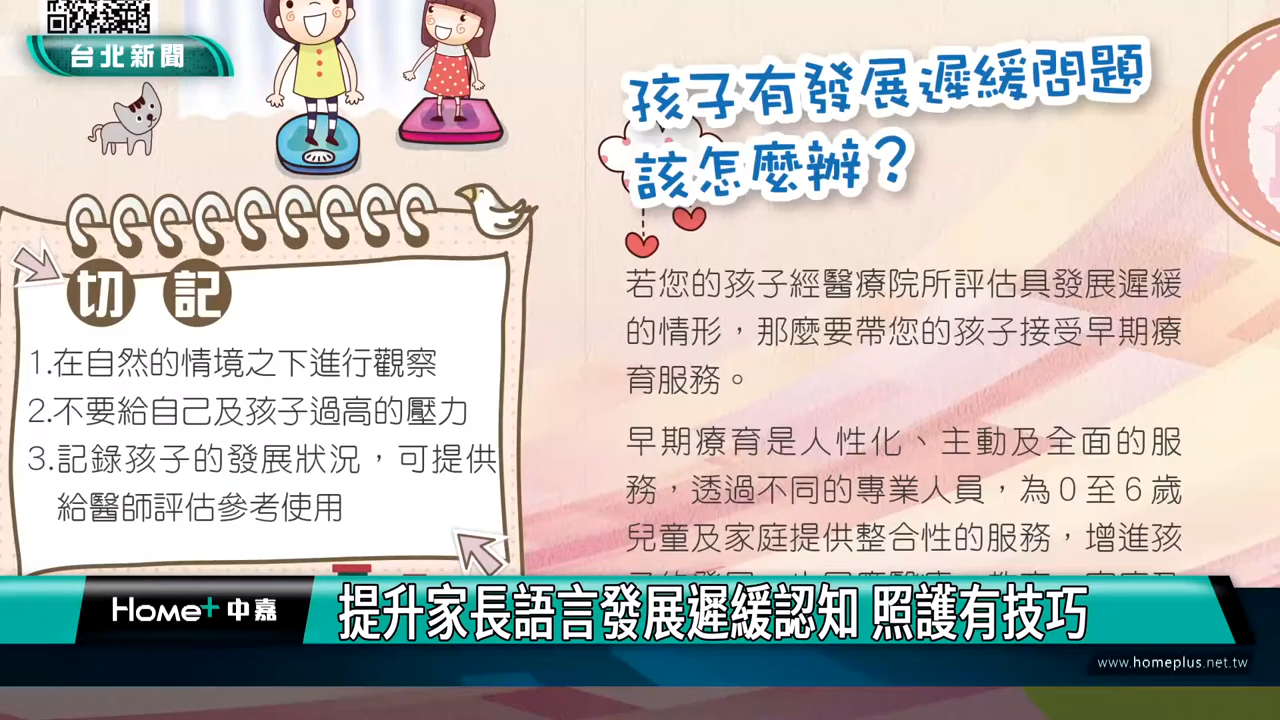 台北新聞
孩子有發展遲緩問題
該怎麼辦？
切記
1.在自然的情境之下進行觀察
2.不要給自己及孩子過高的壓力
3.記錄孩子的發展狀況，可提供
給醫師評估參考使用
若您的孩子經醫療院所評估具發展遲緩
的情形，那麼要帶您的孩子接受早期療
育服務。
早期療育是人性化、主動及全面的服
務，透過不同的專業人員，為０至６歲
兒童及家庭提供整合性的服務，增進孩
Home+中嘉
提升家長語言發展遲緩認知 照護有技巧
www.homeplus.net.tw